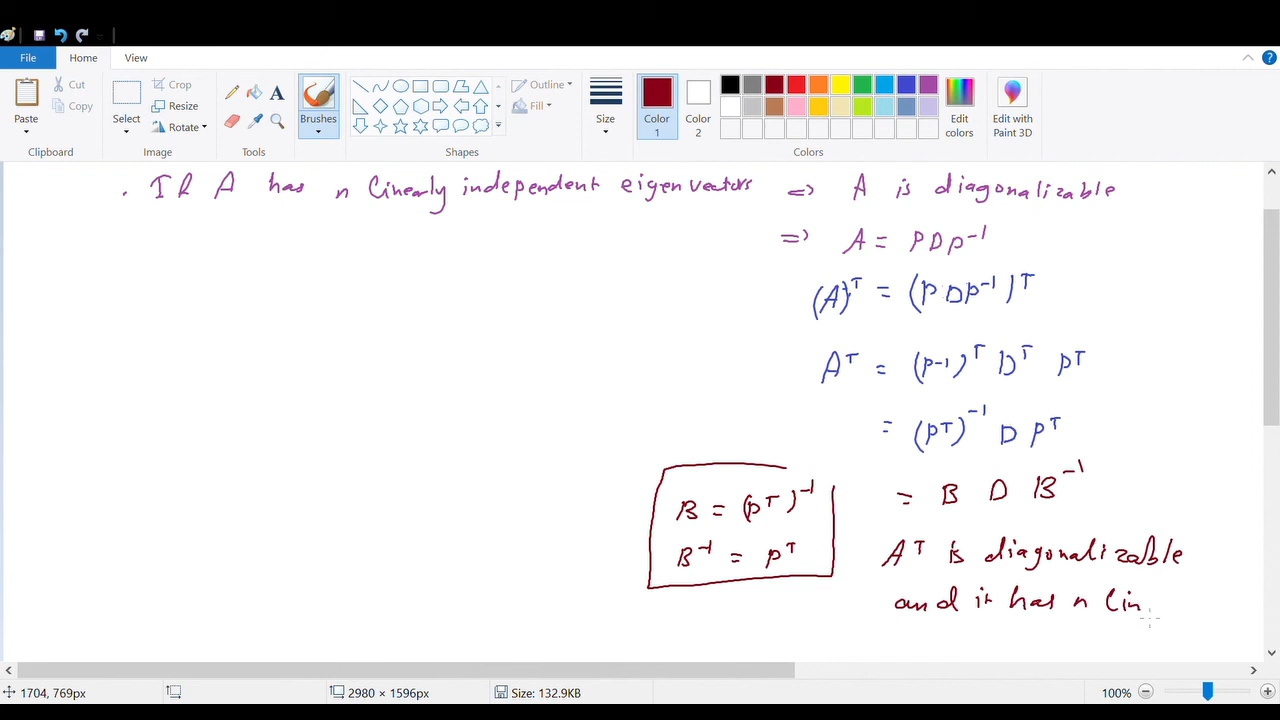 File Home View
Paste Cut Copy Select Crop Resize Rotate A Brushes Outline Fill Size Color 1 Color 2 Edit colors Edit with Paint 3D
Clipboard Image Tools Shapes Colors
. If A has n linearly independent eigenvectors => A is diagonalizable
=> A = PDP⁻¹
(A)ᵀ = (PDP⁻¹)ᵀ
Aᵀ = (P-1)ᵀ Dᵀ Pᵀ
= (Pᵀ)⁻¹ D Pᵀ
= B D B⁻¹
B = (Pᵀ)⁻¹
B⁻¹ = Pᵀ
Aᵀ is diagonalizable
and it has n lin
1704, 769px 2980 × 1596px Size: 132.9KB 100%